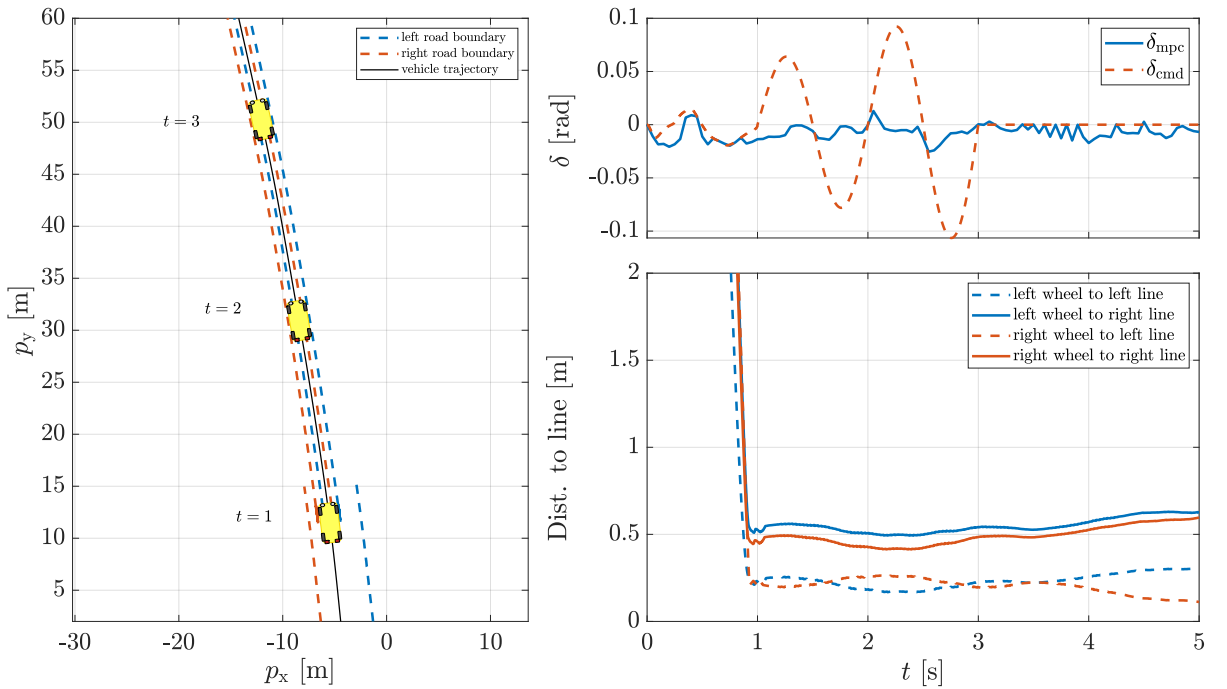 60
55
50
45
40
35
30
25
20
15
10
5
-30
-20
-10
0
10
p_x [m]
p_y [m]
left road boundary
right road boundary
vehicle trajectory
t = 3
t = 2
t = 1
0.1
0.05
0
-0.05
-0.1
δ [rad]
δ_mpc
δ_cmd
2
1.5
1
0.5
0
0
1
2
3
4
5
t [s]
Dist. to line [m]
left wheel to left line
left wheel to right line
right wheel to left line
right wheel to right line